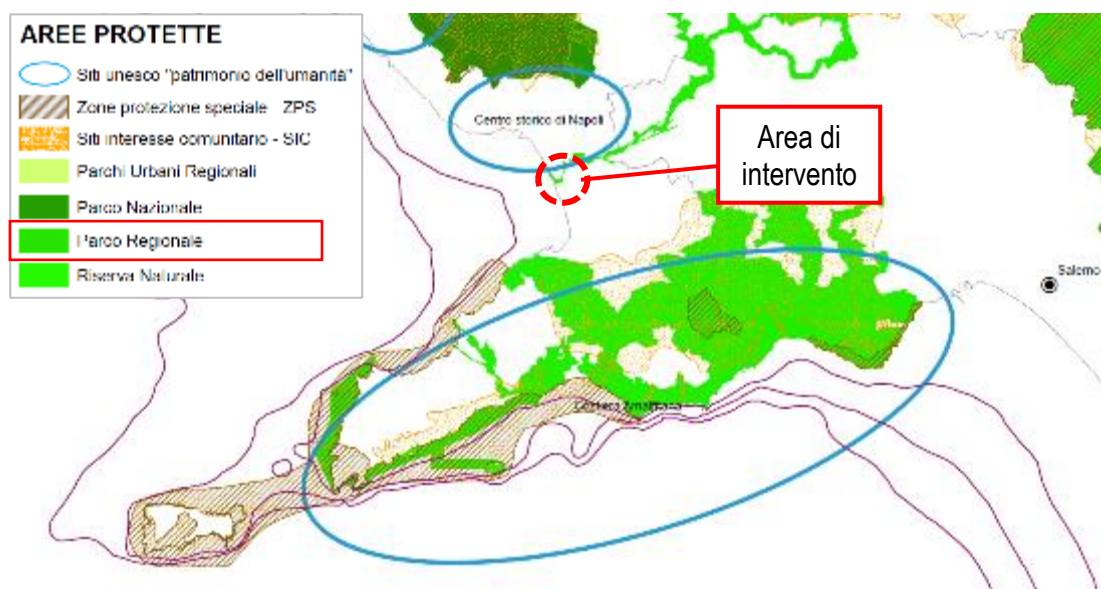 AREE PROTETTE
Siti unesco "patrimonio dell'umanità"
Zone protezione speciale - ZPS
Siti interesse comunitario - SIC
Parchi Urbani Regionali
Parco Nazionale
Parco Regionale
Riserva Naturale
Centro storico di Napoli
Area di
intervento
Salerno
Costiera Amalfitana